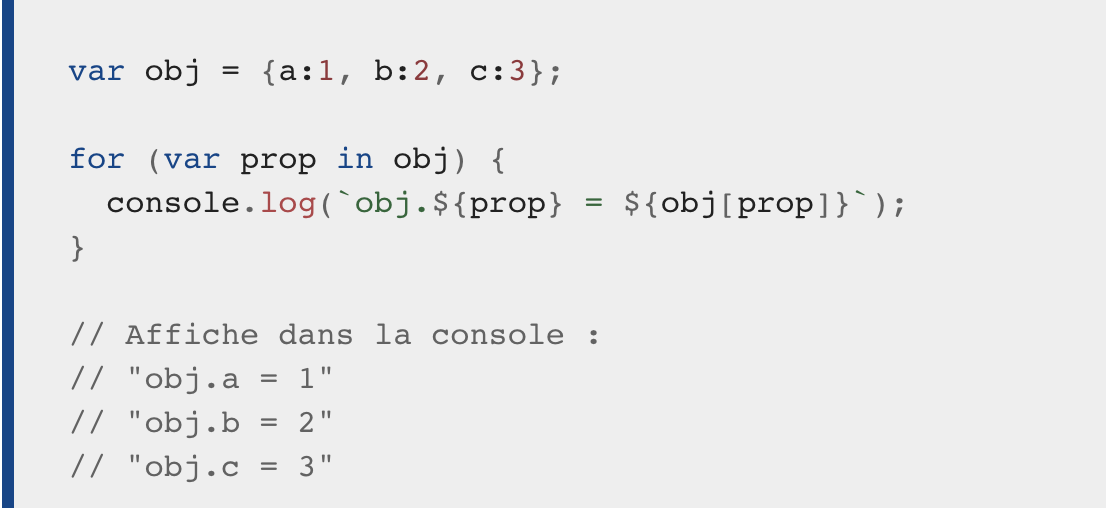 var obj = {a:1, b:2, c:3};
for (var prop in obj) {
  console.log(`obj.${prop} = ${obj[prop]}`);
}
// Affiche dans la console :
// "obj.a = 1"
// "obj.b = 2"
// "obj.c = 3"